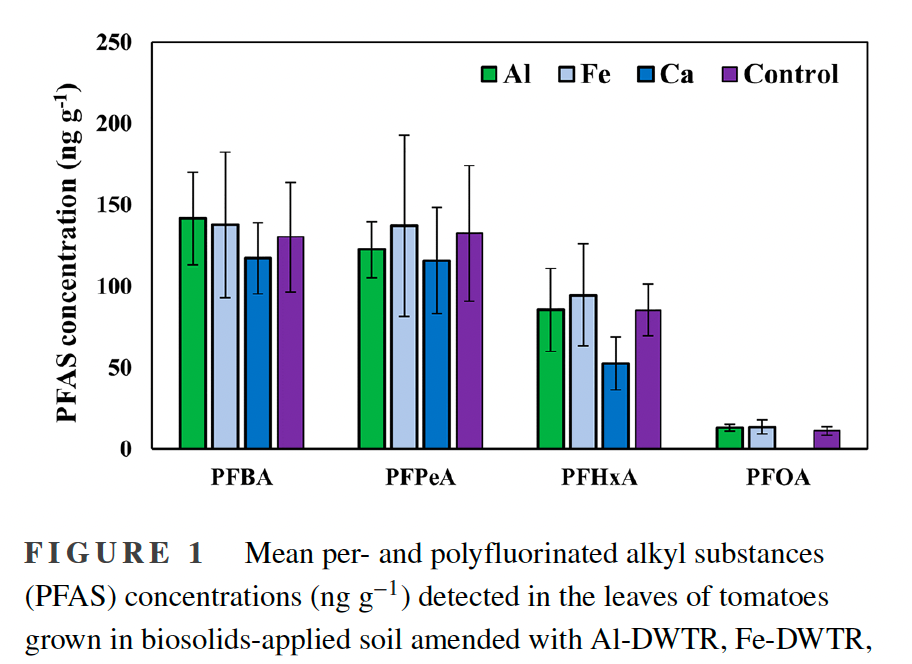 250
200
150
100
50
0
PFAS concentration (ng g⁻¹)
Al Fe Ca Control
PFBA PFPeA PFHxA PFOA
FIGURE 1 Mean per- and polyfluorinated alkyl substances
(PFAS) concentrations (ng g⁻¹) detected in the leaves of tomatoes
grown in biosolids-applied soil amended with Al-DWTR, Fe-DWTR,